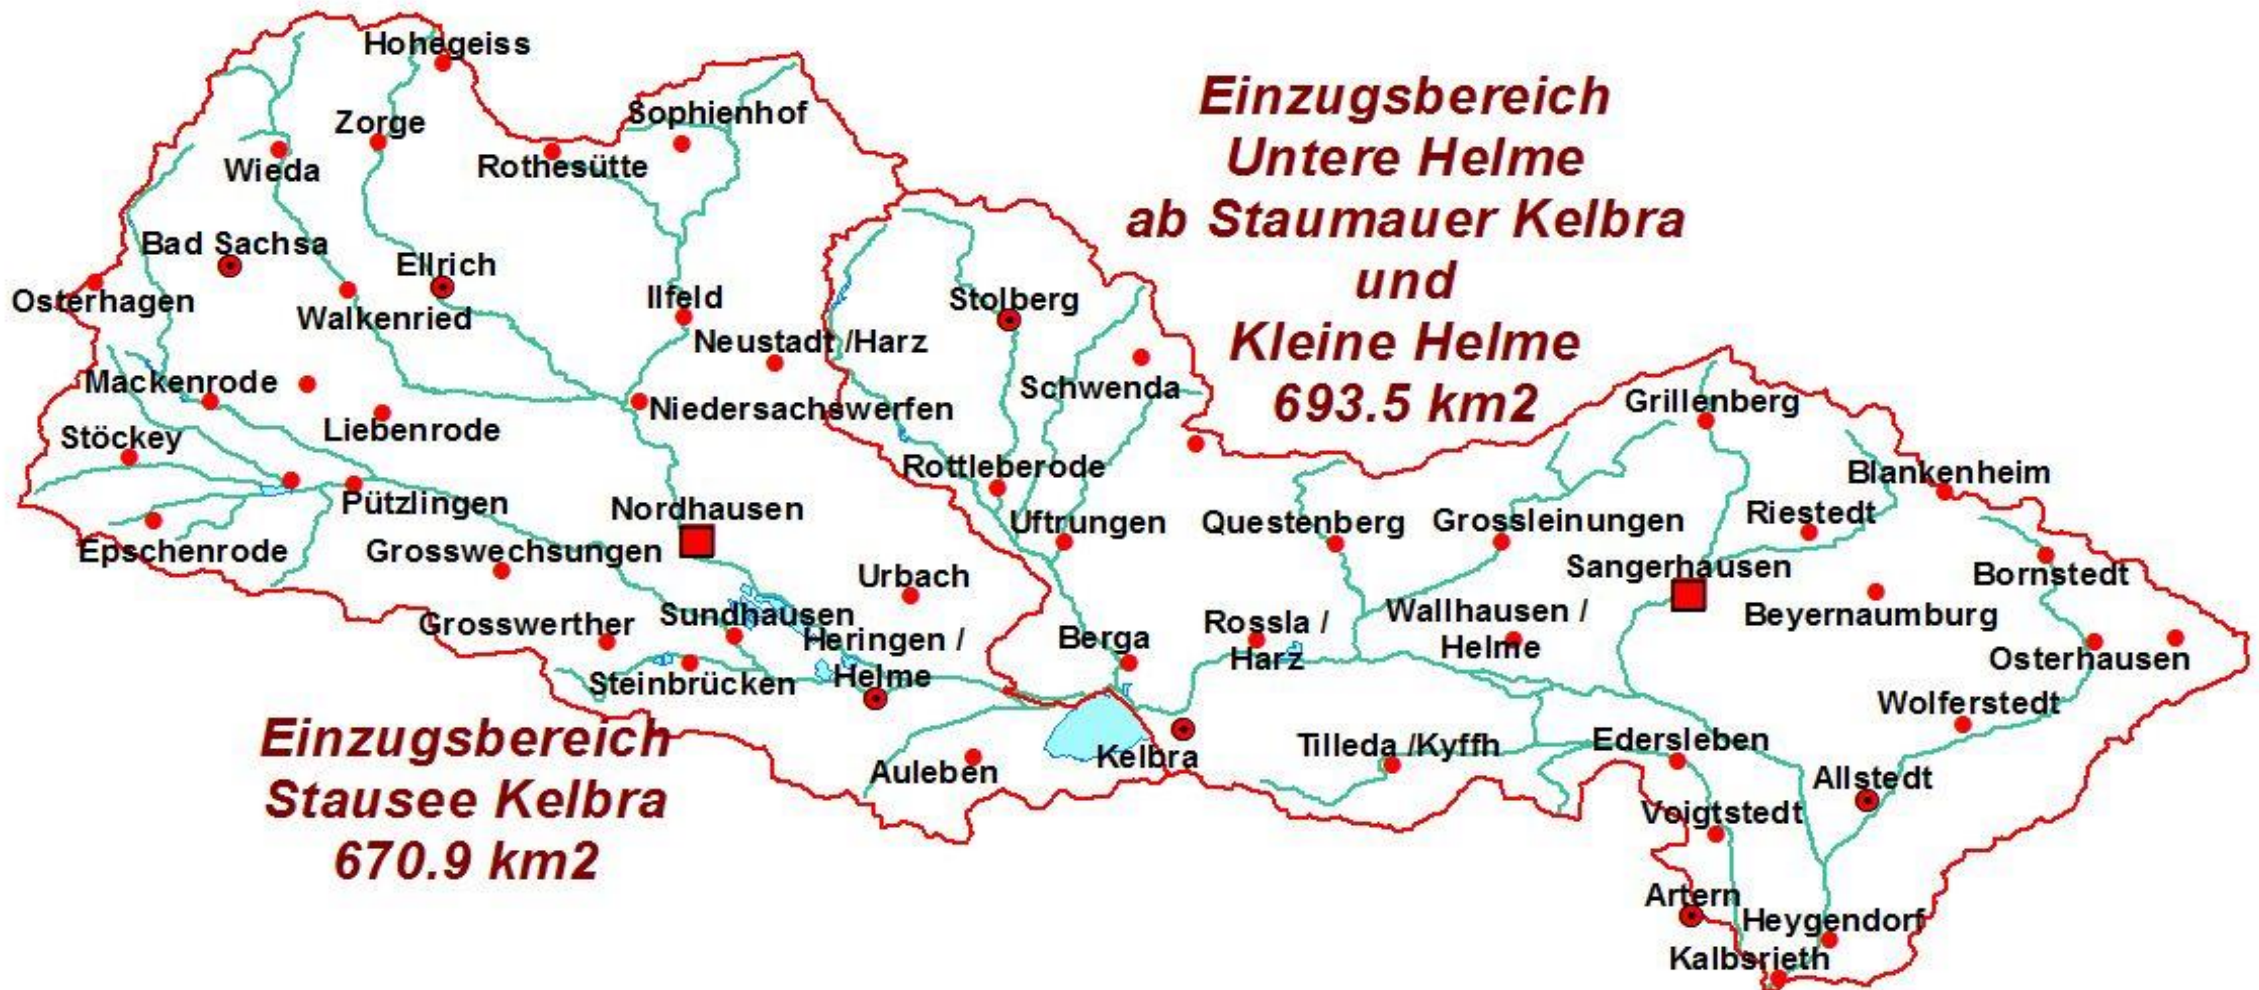 Hohegeiss
Sophienhof
Zorge
Rothesütte
Wieda
Bad Sachsa
Ellrich
Osterhagen
Walkenried
Ilfeld
Neustadt /Harz
Mackenrode
Niedersachswerfen
Liebenrode
Stöckey
Pützlingen
Nordhausen
Epschenrode
Grosswechsungen
Urbach
Grosswerther
Sundhausen
Heringen /
Helme
Steinbrücken
Auleben
Einzugsbereich
Stausee Kelbra
670.9 km2
Einzugsbereich
Untere Helme
ab Staumauer Kelbra
und
Kleine Helme
693.5 km2
Stolberg
Schwenda
Rottleberode
Uftrungen
Questenberg
Grossleinungen
Grillenberg
Blankenheim
Riestedt
Sangerhausen
Bornstedt
Beyernaumburg
Berga
Rossla /
Harz
Wallhausen /
Helme
Osterhausen
Wolferstedt
Kelbra
Tilleda /Kyffh
Edersleben
Allstedt
Voigtstedt
Artern
Heygendorf
Kalbsrieth